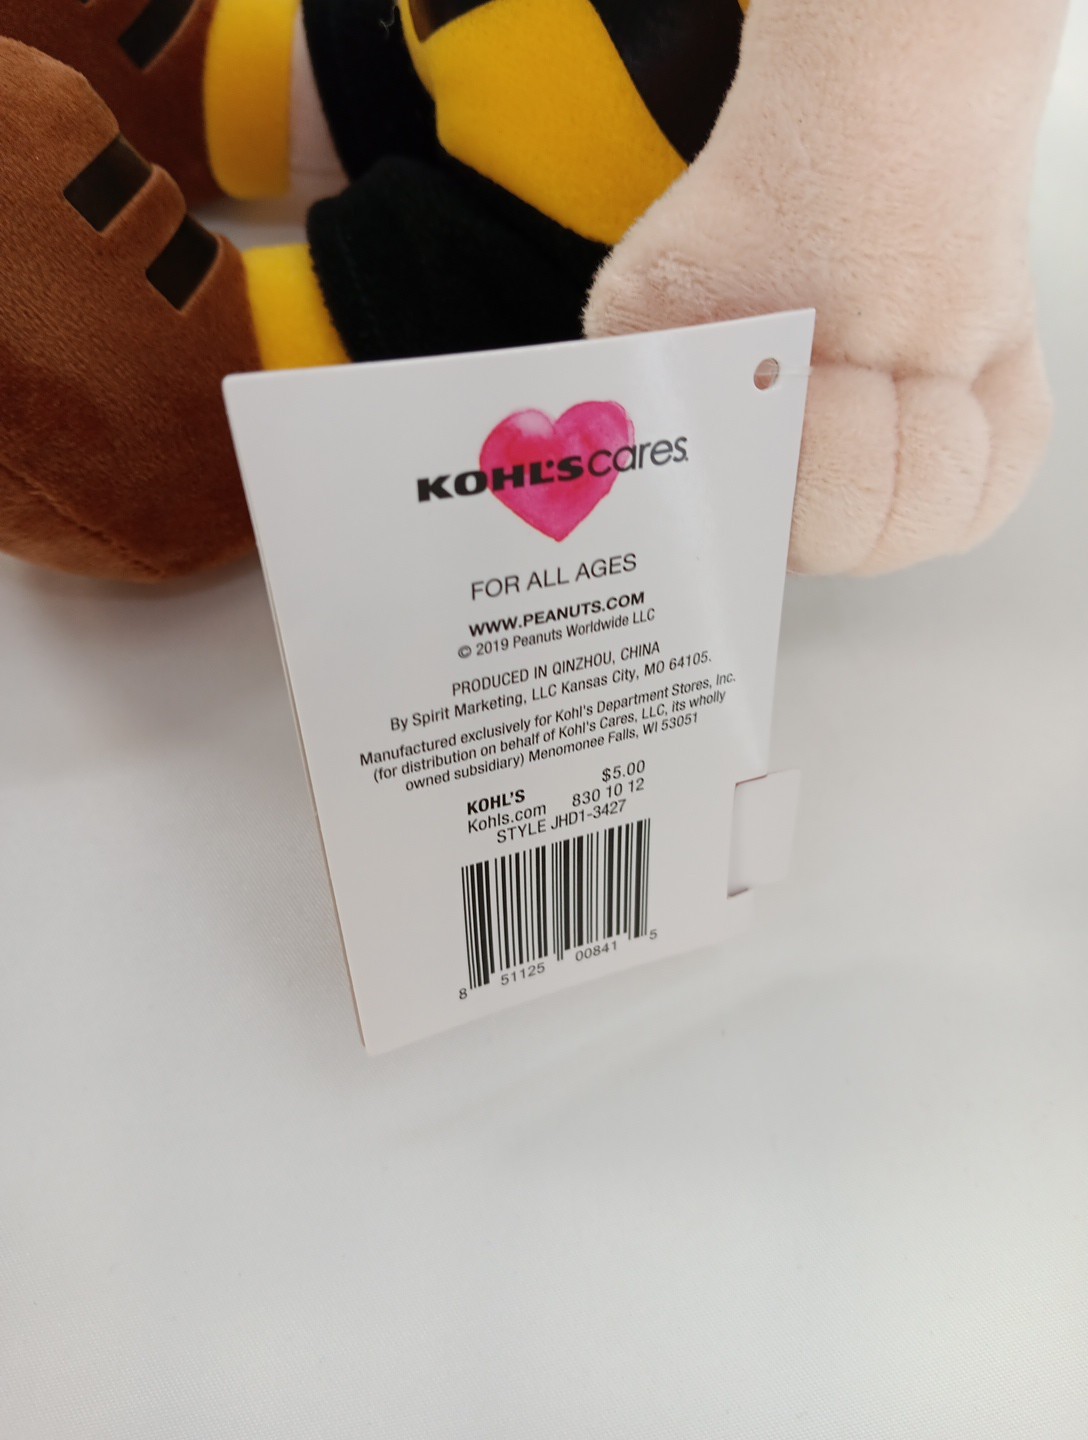 KOHL'S cares.
FOR ALL AGES
WWW.PEANUTS.COM
© 2019 Peanuts Worldwide LLC
PRODUCED IN QINZHOU, CHINA
By Spirit Marketing, LLC Kansas City, MO 64105.
Manufactured exclusively for Kohl's Department Stores, Inc.
(for distribution on behalf of Kohl's Cares, LLC, its wholly
owned subsidiary) Menomonee Falls, WI 53051
KOHL'S $5.00
Kohls.com 830 10 12
STYLE JHD1-3427
8 51125 00841 5